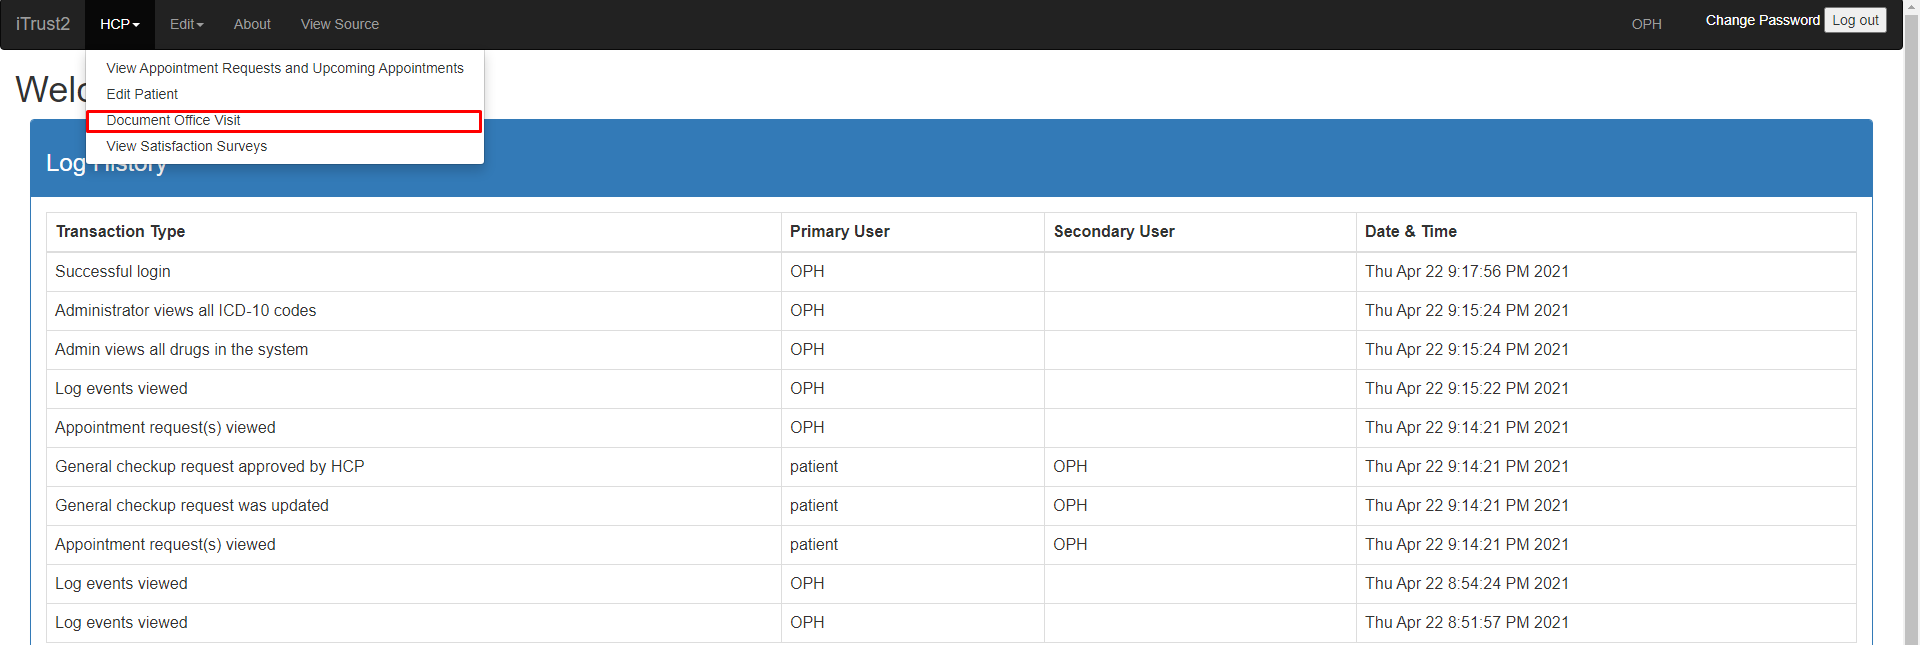 iTrust2 HCP Edit About View Source OPH Change Password Log out
View Appointment Requests and Upcoming Appointments
Edit Patient
Welc
Document Office Visit
View Satisfaction Surveys
Log History
Transaction Type Primary User Secondary User Date & Time
Successful login OPH Thu Apr 22 9:17:56 PM 2021
Administrator views all ICD-10 codes OPH Thu Apr 22 9:15:24 PM 2021
Admin views all drugs in the system OPH Thu Apr 22 9:15:24 PM 2021
Log events viewed OPH Thu Apr 22 9:15:22 PM 2021
Appointment request(s) viewed OPH Thu Apr 22 9:14:21 PM 2021
General checkup request approved by HCP patient OPH Thu Apr 22 9:14:21 PM 2021
General checkup request was updated patient OPH Thu Apr 22 9:14:21 PM 2021
Appointment request(s) viewed patient OPH Thu Apr 22 9:14:21 PM 2021
Log events viewed OPH Thu Apr 22 8:54:24 PM 2021
Log events viewed OPH Thu Apr 22 8:51:57 PM 2021